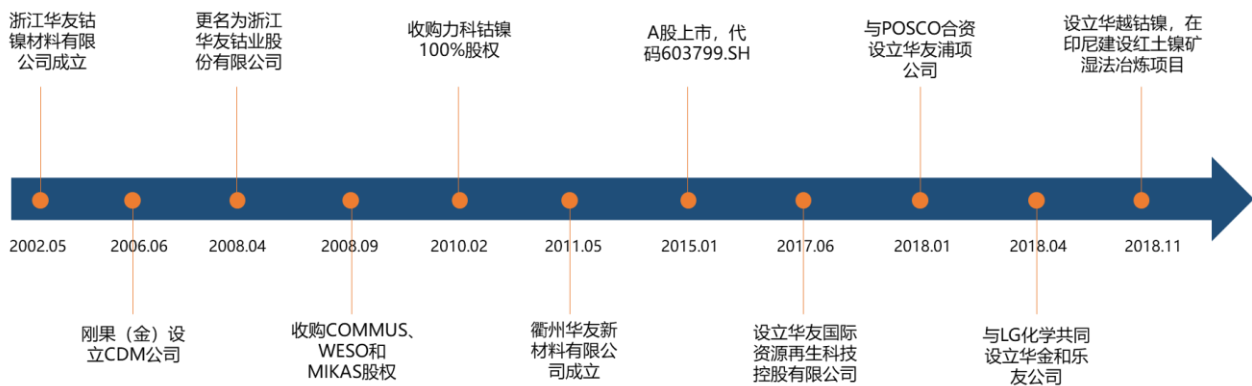 浙江华友钴
镍材料有限
公司成立
更名为浙江
华友钴业股
份有限公司
收购力科钴镍
100%股权
A股上市，代
码603799.SH
与POSCO合资
设立华友浦项
公司
设立华越钴镍，在
印尼建设红土镍矿
湿法冶炼项目
2002.05
2006.06
2008.04
2008.09
2010.02
2011.05
2015.01
2017.06
2018.01
2018.04
2018.11
刚果（金）设
立CDM公司
收购COMMUS、
WESO和
MIKAS股权
衢州华友新
材料有限公
司成立
设立华友国际
资源再生科技
控股有限公司
与LG化学共同
设立华金和乐
友公司